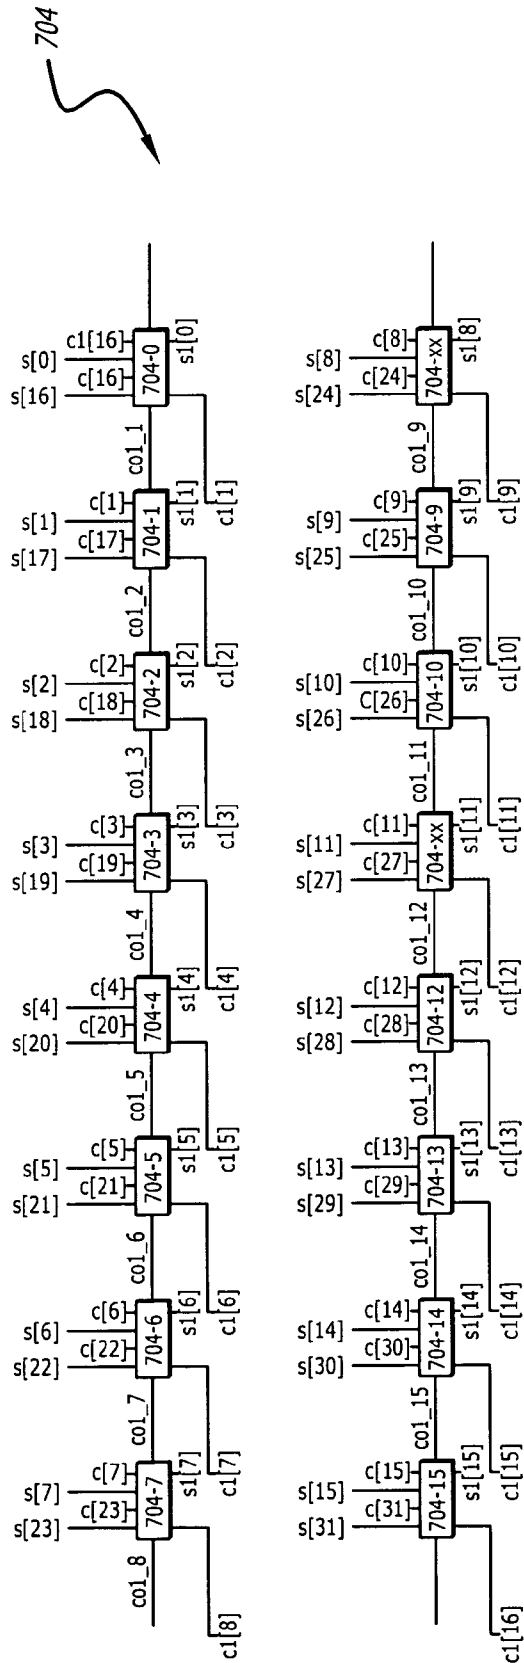 704
c1[16]
s[0]
c[16]
s[16]
704-0
s1[0]
co1_1
c1[1]
c[1]
s[1]
c[17]
s[17]
704-1
s1[1]
co1_2
c1[2]
c[2]
s[2]
c[18]
s[18]
704-2
s1[2]
co1_3
c1[3]
c[3]
s[3]
c[19]
s[19]
704-3
s1[3]
co1_4
c1[4]
c[4]
s[4]
c[20]
s[20]
704-4
s1[4]
co1_5
c1[5]
c[5]
s[5]
c[21]
s[21]
704-5
s1[5]
co1_6
c1[6]
c[6]
s[6]
c[22]
s[22]
704-6
s1[6]
co1_7
c1[7]
c[7]
s[7]
c[23]
s[23]
704-7
s1[7]
co1_8
c1[8]
c[8]
s[8]
c[24]
s[24]
704-xx
s1[8]
co1_9
c1[9]
c[9]
s[9]
c[25]
s[25]
704-9
s1[9]
co1_10
c1[10]
c[10]
s[10]
C[26]
s[26]
704-10
s1[10]
co1_11
c1[11]
c[11]
s[11]
c[27]
s[27]
704-xx
s1[11]
co1_12
c1[12]
c[12]
s[12]
c[28]
s[28]
704-12
s1[12]
co1_13
c1[13]
c[13]
s[13]
c[29]
s[29]
704-13
s1[13]
co1_14
c1[14]
c[14]
s[14]
c[30]
s[30]
704-14
s1[14]
co1_15
c1[15]
c[15]
s[15]
c[31]
s[31]
704-15
s1[15]
c1[16]